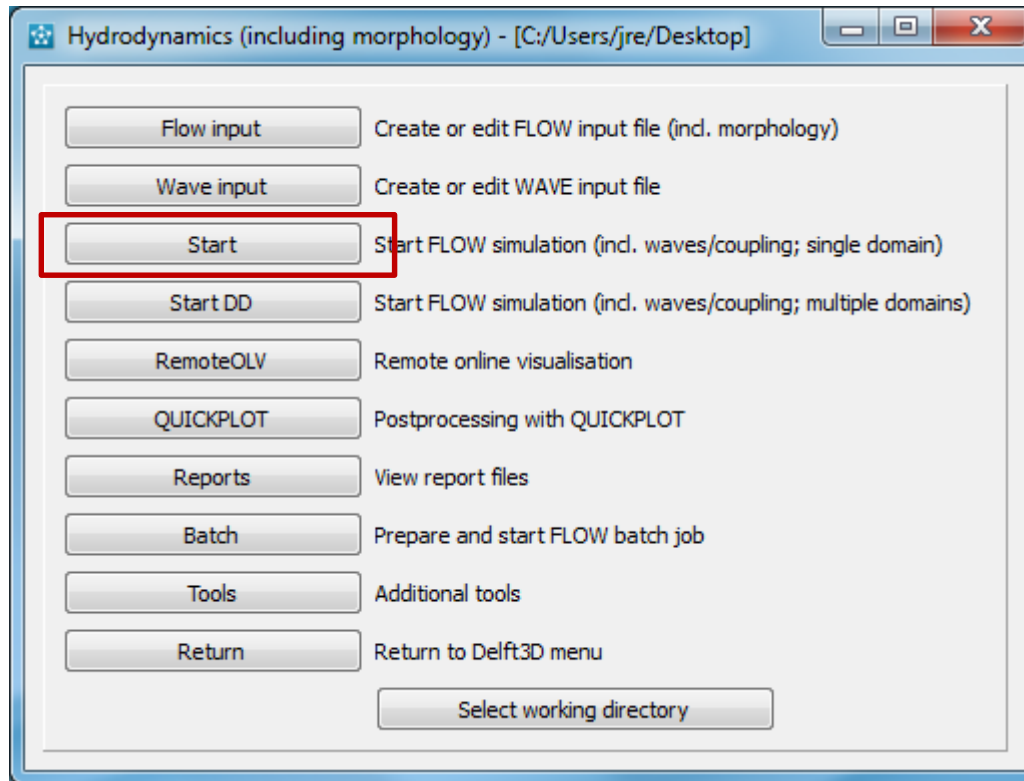 Hydrodynamics (including morphology) - [C:/Users/jre/Desktop]
Flow input Create or edit FLOW input file (incl. morphology)
Wave input Create or edit WAVE input file
Start Start FLOW simulation (incl. waves/coupling; single domain)
Start DD Start FLOW simulation (incl. waves/coupling; multiple domains)
RemoteOLV Remote online visualisation
QUICKPLOT Postprocessing with QUICKPLOT
Reports View report files
Batch Prepare and start FLOW batch job
Tools Additional tools
Return Return to Delft3D menu
Select working directory